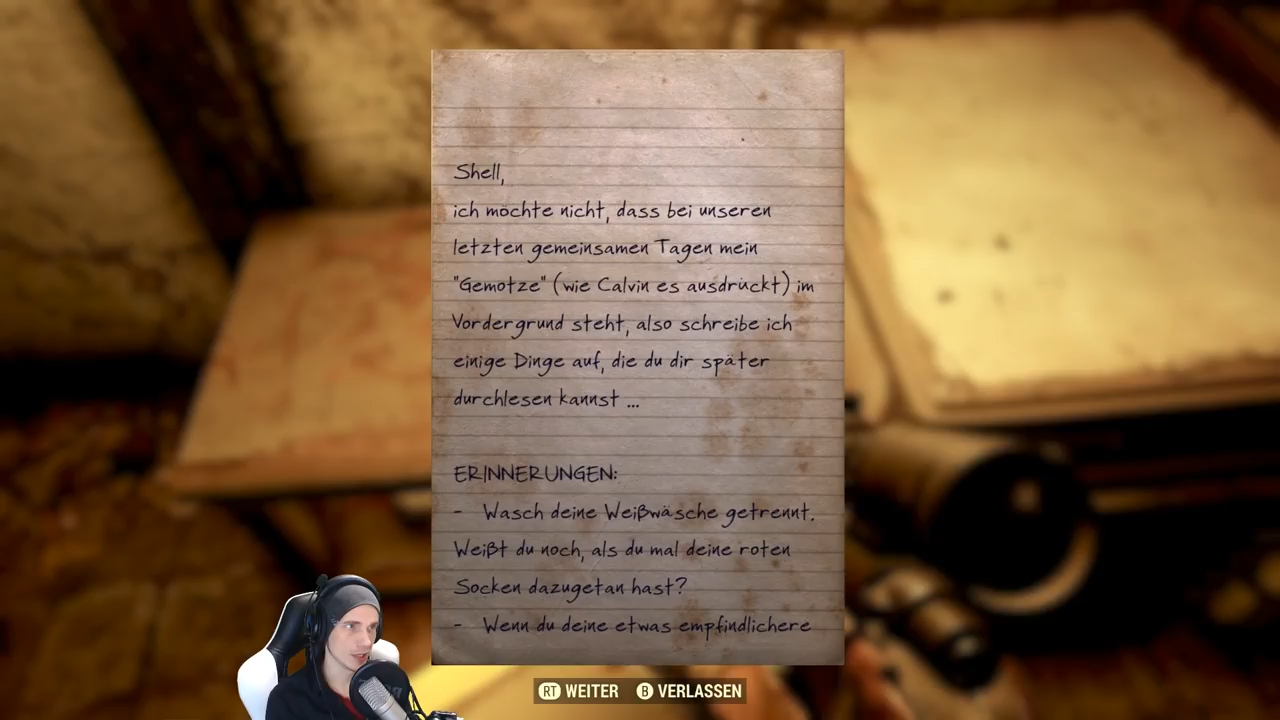 Shell,
ich möchte nicht, dass bei unseren
letzten gemeinsamen Tagen mein
"Gemotze" (wie Calvin es ausdrückt) im
Vordergrund steht, also schreibe ich
einige Dinge auf, die du dir später
durchlesen kannst ...
ERINNERUNGEN:
- Wasch deine Weißwäsche getrennt.
Weißt du noch, als du mal deine roten
Socken dazugetan hast?
- Wenn du deine etwas empfindlichere
RT WEITER B VERLASSEN